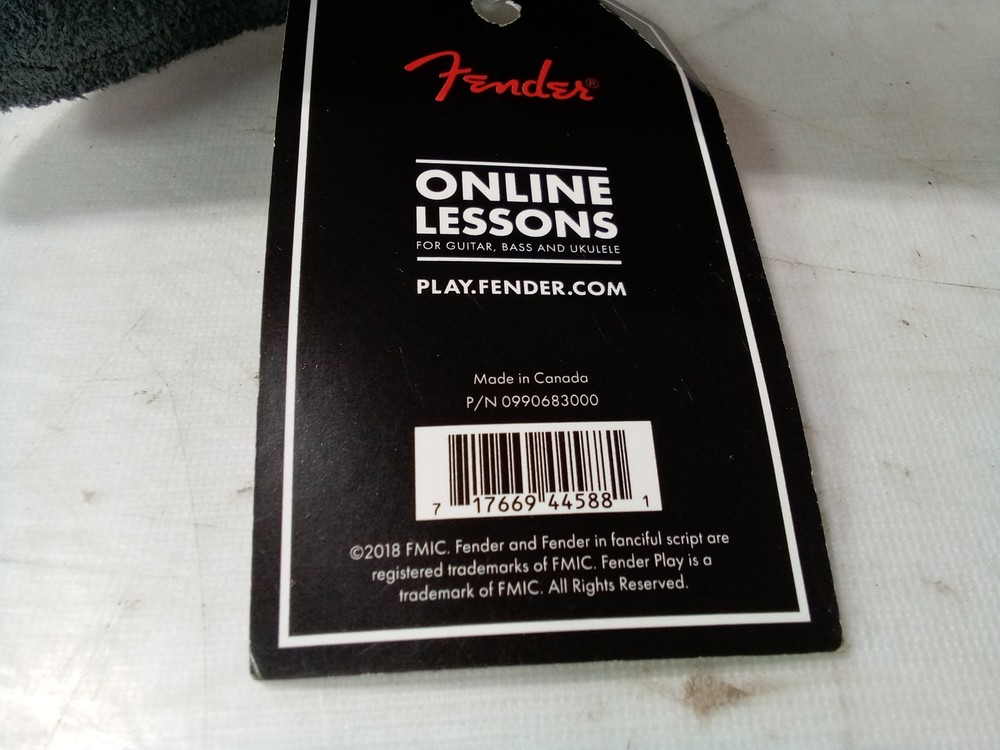 Fender®
ONLINE
LESSONS
FOR GUITAR, BASS AND UKULELE
PLAY.FENDER.COM
Made in Canada
P/N 0990683000
7 17669 44588 1
©2018 FMIC. Fender and Fender in fanciful script are
registered trademarks of FMIC. Fender Play is a
trademark of FMIC. All Rights Reserved.